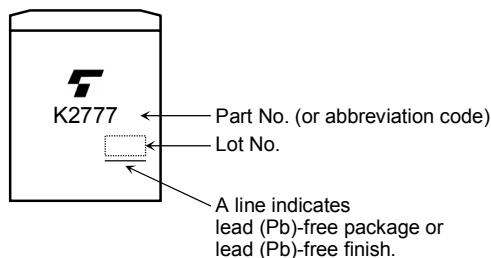 K2777
Part No. (or abbreviation code)
Lot No.
A line indicates
lead (Pb)-free package or
lead (Pb)-free finish.